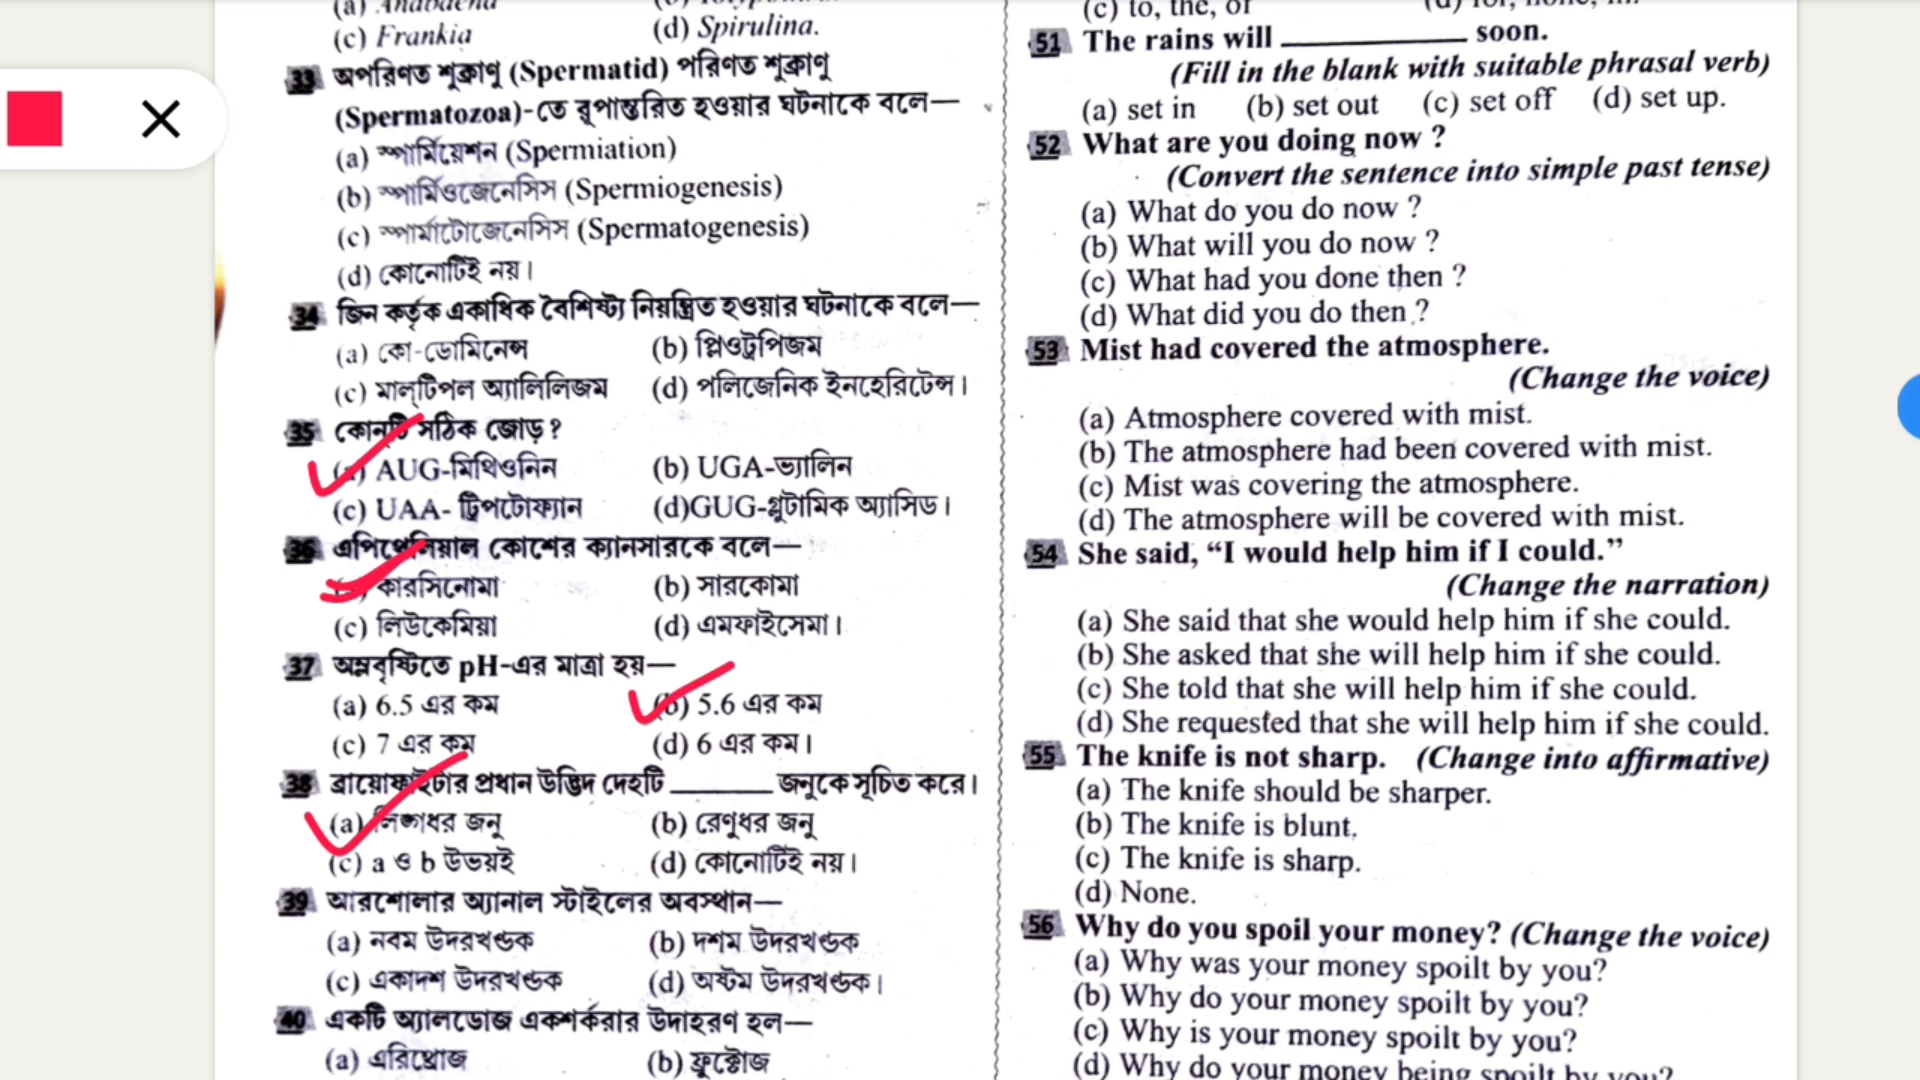 (c) Frankia (d) Spirulina.
33 অপরিণত শুক্রাণু (Spermatid) পরিণত শুক্রাণু
(Spermatozoa)-তে রূপান্তরিত হওয়ার ঘটনাকে বলে—
(a) স্পার্মিয়েশন (Spermiation)
(b) স্পার্মিওজেনেসিস (Spermiogenesis)
(c) স্পার্মাটোজেনেসিস (Spermatogenesis)
(d) কোনোটিই নয়।
34 জিন কর্তৃক একাধিক বৈশিষ্ট্য নিয়ন্ত্রিত হওয়ার ঘটনাকে বলে—
(a) কো-ডোমিনেন্স (b) প্লিওট্রপিজম
(c) মাল্টিপল অ্যালিলিজম (d) পলিজেনিক ইনহেরিটেন্স।
35 কোন্‌টি সঠিক জোড়?
(a) AUG-মিথিওনিন (b) UGA-ভ্যালিন
(c) UAA- ট্রিপটোফ্যান (d)GUG-গ্লুটামিক অ্যাসিড।
36 এপিথেলিয়াল কোশের ক্যানসারকে বলে—
কারসিনোমা (b) সারকোমা
(c) লিউকেমিয়া (d) এমফাইসেমা।
37 অম্লবৃষ্টিতে pH-এর মাত্রা হয়—
(a) 6.5 এর কম (b) 5.6 এর কম
(c) 7 এর কম (d) 6 এর কম।
38 ব্রায়োফাইটার প্রধান উদ্ভিদ দেহটি ________ জনুকে সূচিত করে।
(a) লিঙ্গধর জনু (b) রেণুধর জনু
(c) a ও b উভয়ই (d) কোনোটিই নয়।
39 আরশোলার অ্যানাল স্টাইলের অবস্থান—
(a) নবম উদরখণ্ডক (b) দশম উদরখণ্ডক
(c) একাদশ উদরখণ্ডক (d) অষ্টম উদরখণ্ডক।
40 একটি অ্যালডোজ একশর্করার উদাহরণ হল—
(a) এরিথ্রোজ (b) ফ্রুক্টোজ
(c) to, the, of
51 The rains will ______________ soon.
(Fill in the blank with suitable phrasal verb)
(a) set in (b) set out (c) set off (d) set up.
52 What are you doing now ?
(Convert the sentence into simple past tense)
(a) What do you do now ?
(b) What will you do now ?
(c) What had you done then ?
(d) What did you do then ?
53 Mist had covered the atmosphere.
(Change the voice)
(a) Atmosphere covered with mist.
(b) The atmosphere had been covered with mist.
(c) Mist was covering the atmosphere.
(d) The atmosphere will be covered with mist.
54 She said, “I would help him if I could.”
(Change the narration)
(a) She said that she would help him if she could.
(b) She asked that she will help him if she could.
(c) She told that she will help him if she could.
(d) She requested that she will help him if she could.
55 The knife is not sharp. (Change into affirmative)
(a) The knife should be sharper.
(b) The knife is blunt.
(c) The knife is sharp.
(d) None.
56 Why do you spoil your money? (Change the voice)
(a) Why was your money spoilt by you?
(b) Why do your money spoilt by you?
(c) Why is your money spoilt by you?
(d) Why do your money being spoilt by you?